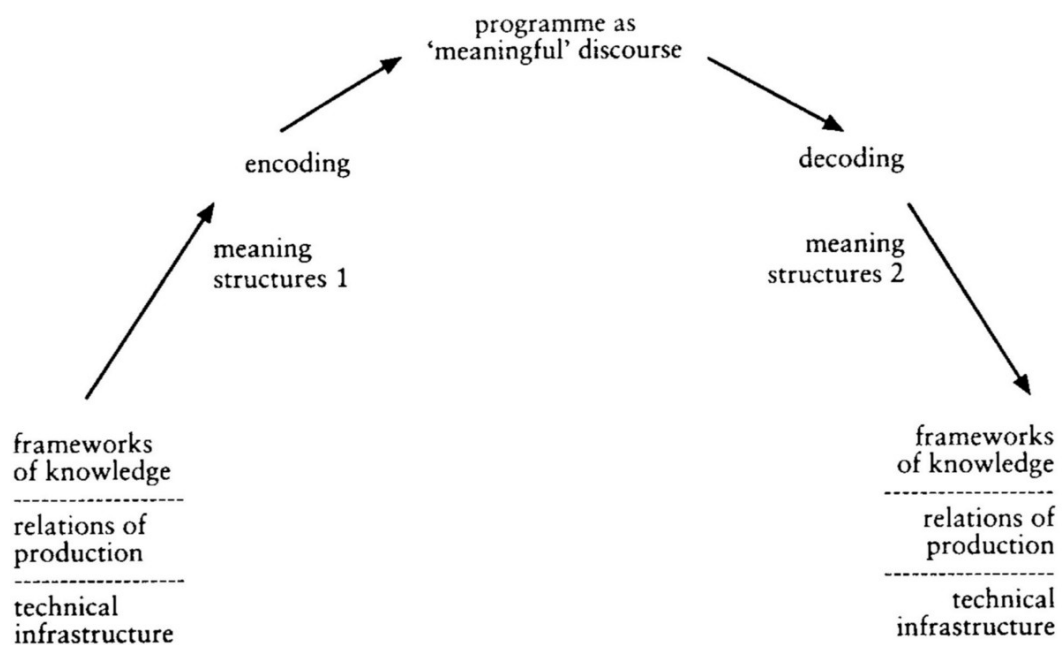 programme as
‘meaningful’ discourse
encoding
decoding
meaning
structures 1
meaning
structures 2
frameworks
of knowledge
relations of
production
technical
infrastructure
frameworks
of knowledge
relations of
production
technical
infrastructure